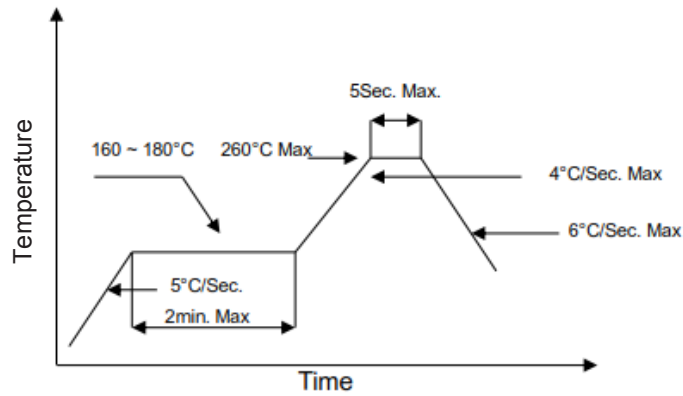 5Sec. Max.
160 ~ 180°C
260°C Max
4°C/Sec. Max
6°C/Sec. Max
5°C/Sec.
2min. Max
Temperature
Time